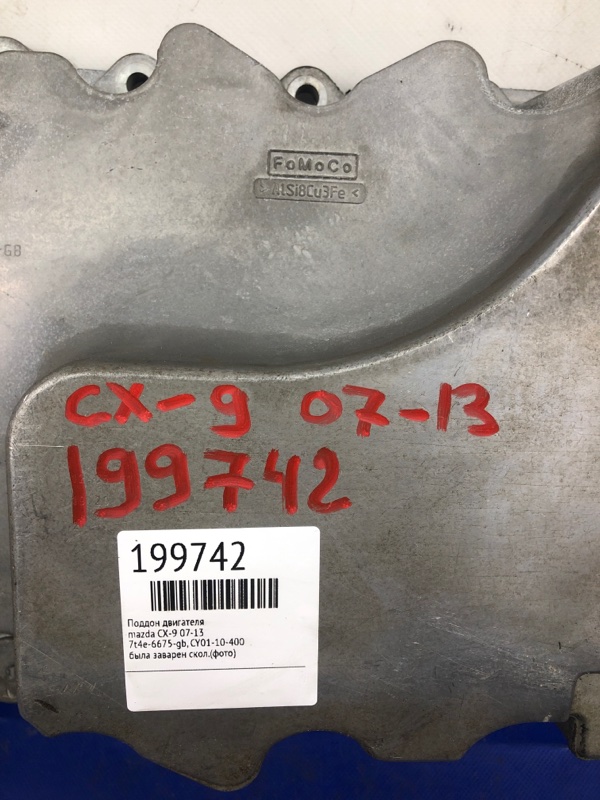 FoMoCo
>AlSi8Cu3Fe<
GB
CX-9 07-13
199742
199742
Поддон двигателя
mazda CX-9 07-13
7t4e-6675-gb, CY01-10-400
была заварен скол.(фото)